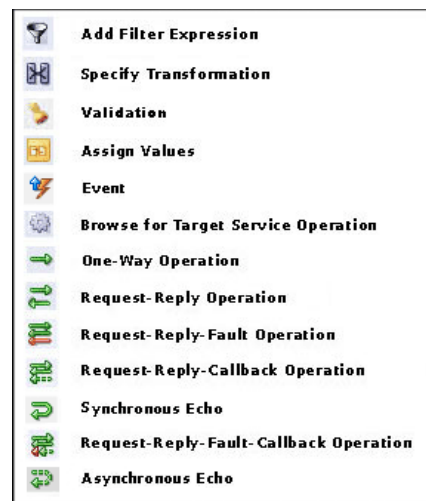 Add Filter Expression
Specify Transformation
Validation
Assign Values
Event
Browse for Target Service Operation
One-Way Operation
Request-Reply Operation
Request-Reply-Fault Operation
Request-Reply-Callback Operation
Synchronous Echo
Request-Reply-Fault-Callback Operation
Asynchronous Echo